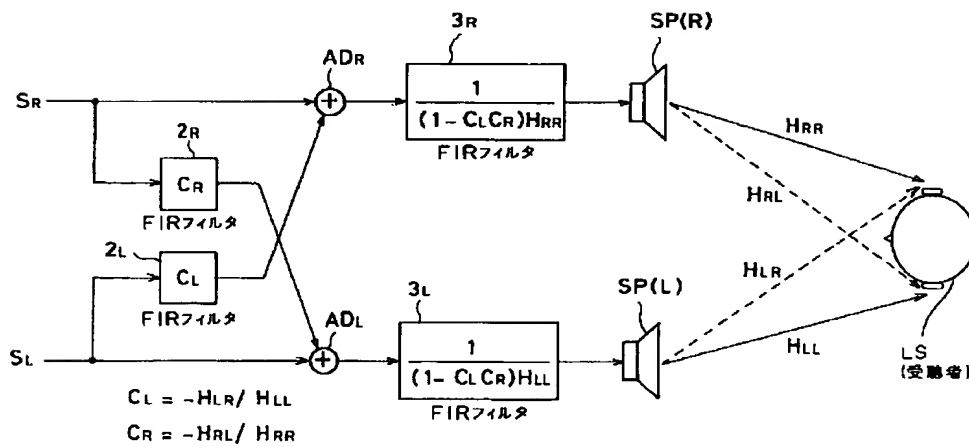 3R
SP(R)
ADR
SR
1
(1-CLCR)HRR
FIRフィルタ
HRR
2R
CR
FIRフィルタ
HRL
2L
CL
FIRフィルタ
HLR
3L
SP(L)
ADL
SL
1
(1-CLCR)HLL
FIRフィルタ
HLL
LS
(受聴者)
CL = -HLR/ HLL
CR = -HRL/ HRR